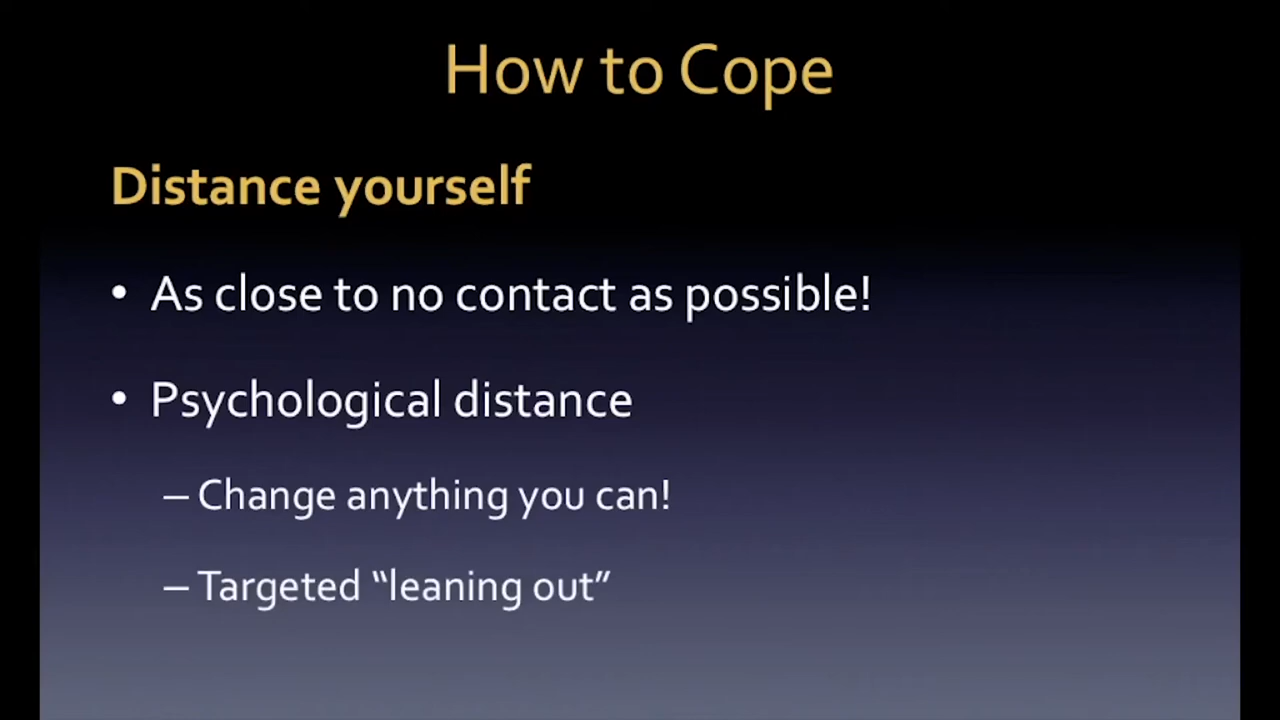 How to Cope
Distance yourself
• As close to no contact as possible!
• Psychological distance
– Change anything you can!
– Targeted “leaning out”